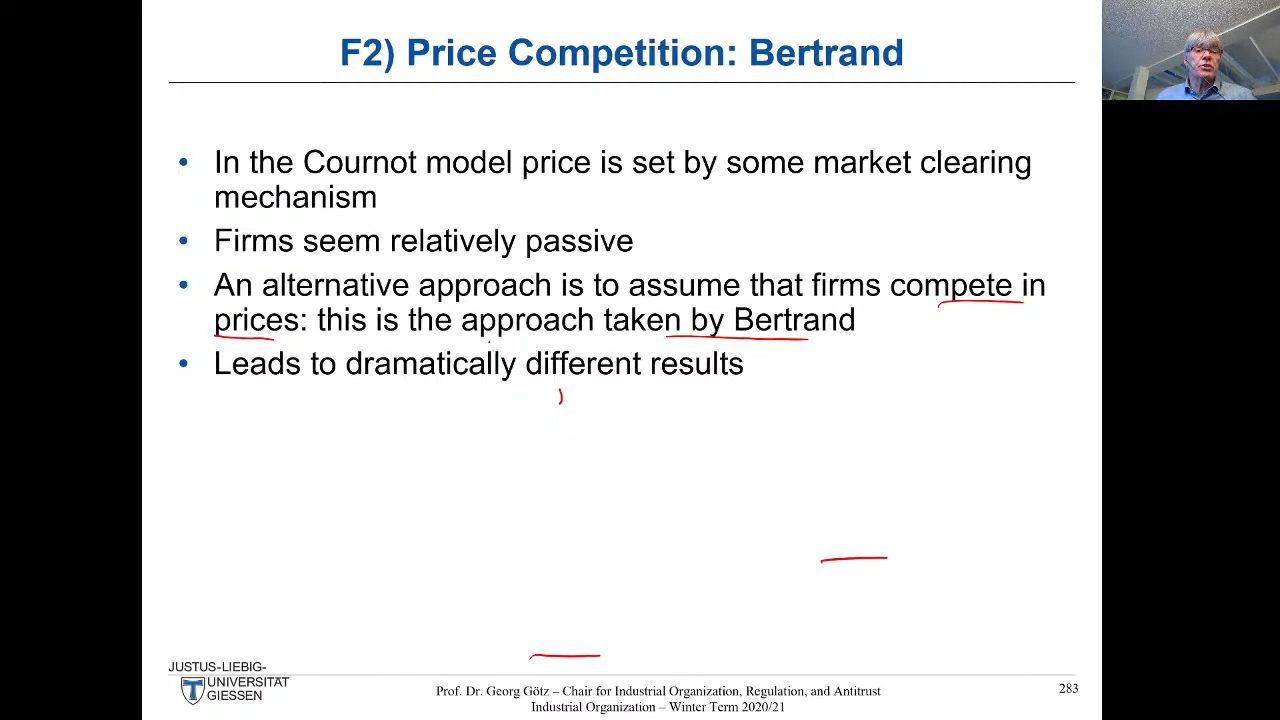 F2) Price Competition: Bertrand
• In the Cournot model price is set by some market clearing
mechanism
• Firms seem relatively passive
• An alternative approach is to assume that firms compete in
prices: this is the approach taken by Bertrand
• Leads to dramatically different results
JUSTUS-LIEBIG-
UNIVERSITÄT
GIESSEN
Prof. Dr. Georg Götz – Chair for Industrial Organization, Regulation, and Antitrust
Industrial Organization – Winter Term 2020/21
283